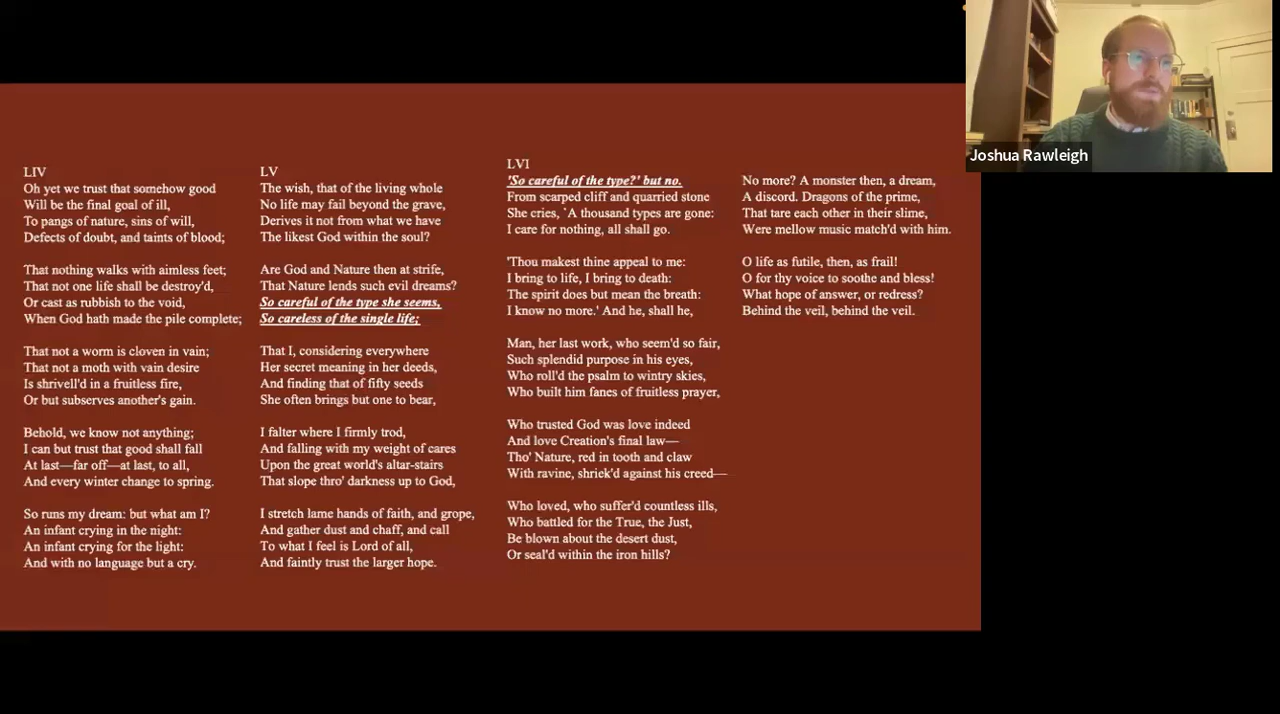 LIV
Oh yet we trust that somehow good
Will be the final goal of ill,
To pangs of nature, sins of will,
Defects of doubt, and taints of blood;
That nothing walks with aimless feet;
That not one life shall be destroy'd,
Or cast as rubbish to the void,
When God hath made the pile complete;
That not a worm is cloven in vain;
That not a moth with vain desire
Is shrivell'd in a fruitless fire,
Or but subserves another's gain.
Behold, we know not anything;
I can but trust that good shall fall
At last—far off—at last, to all,
And every winter change to spring.
So runs my dream: but what am I?
An infant crying in the night:
An infant crying for the light:
And with no language but a cry.
LV
The wish, that of the living whole
No life may fail beyond the grave,
Derives it not from what we have
The likest God within the soul?
Are God and Nature then at strife,
That Nature lends such evil dreams?
So careful of the type she seems,
So careless of the single life;
That I, considering everywhere
Her secret meaning in her deeds,
And finding that of fifty seeds
She often brings but one to bear,
I falter where I firmly trod,
And falling with my weight of cares
Upon the great world's altar-stairs
That slope thro' darkness up to God,
I stretch lame hands of faith, and grope,
And gather dust and chaff, and call
To what I feel is Lord of all,
And faintly trust the larger hope.
LVI
'So careful of the type?' but no.
From scarped cliff and quarried stone
She cries, `A thousand types are gone:
I care for nothing, all shall go.
'Thou makest thine appeal to me:
I bring to life, I bring to death:
The spirit does but mean the breath:
I know no more.' And he, shall he,
Man, her last work, who seem'd so fair,
Such splendid purpose in his eyes,
Who roll'd the psalm to wintry skies,
Who built him fanes of fruitless prayer,
Who trusted God was love indeed
And love Creation's final law—
Tho' Nature, red in tooth and claw
With ravine, shriek'd against his creed—
Who loved, who suffer'd countless ills,
Who battled for the True, the Just,
Be blown about the desert dust,
Or seal'd within the iron hills?
No more? A monster then, a dream,
A discord. Dragons of the prime,
That tare each other in their slime,
Were mellow music match'd with him.
O life as futile, then, as frail!
O for thy voice to soothe and bless!
What hope of answer, or redress?
Behind the veil, behind the veil.
Joshua Rawleigh